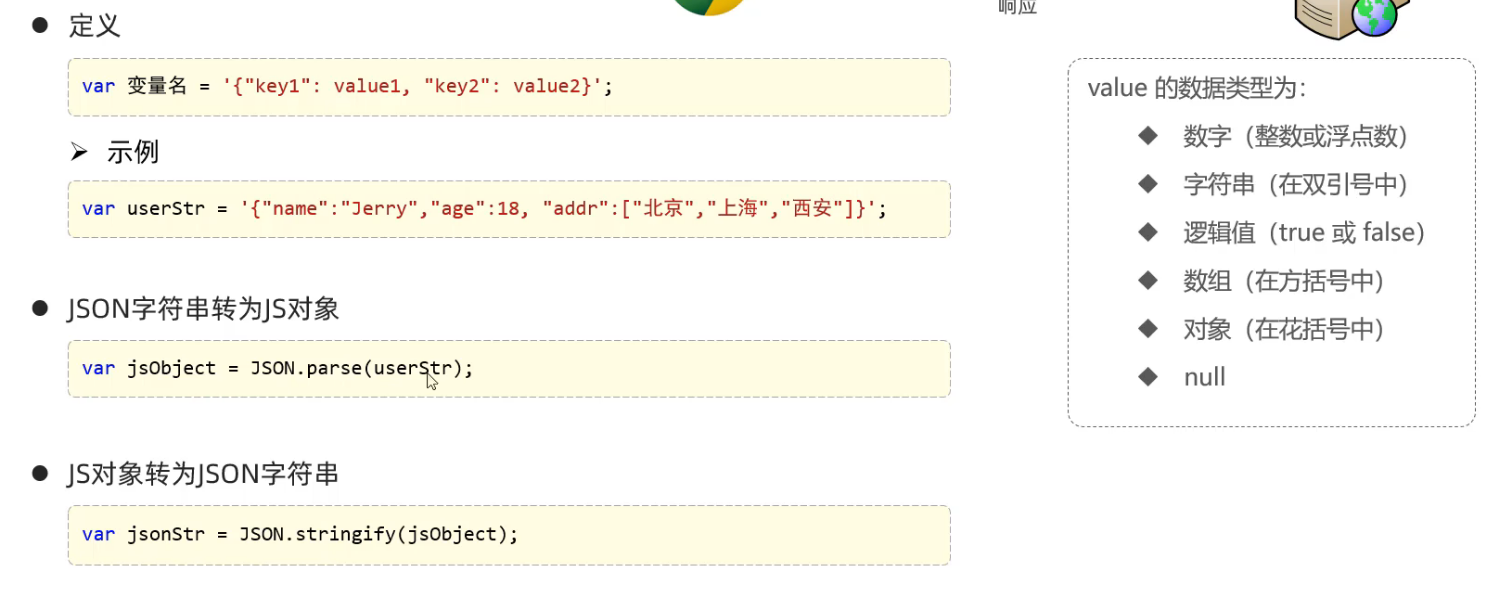 响应
定义
var 变量名 = '{"key1": value1, "key2": value2}';
示例
var userStr = '{"name":"Jerry","age":18, "addr":["北京","上海","西安"]}';
JSON字符串转为JS对象
var jsObject = JSON.parse(userStr);
JS对象转为JSON字符串
var jsonStr = JSON.stringify(jsObject);
value 的数据类型为：
数字（整数或浮点数）
字符串（在双引号中）
逻辑值（true 或 false）
数组（在方括号中）
对象（在花括号中）
null